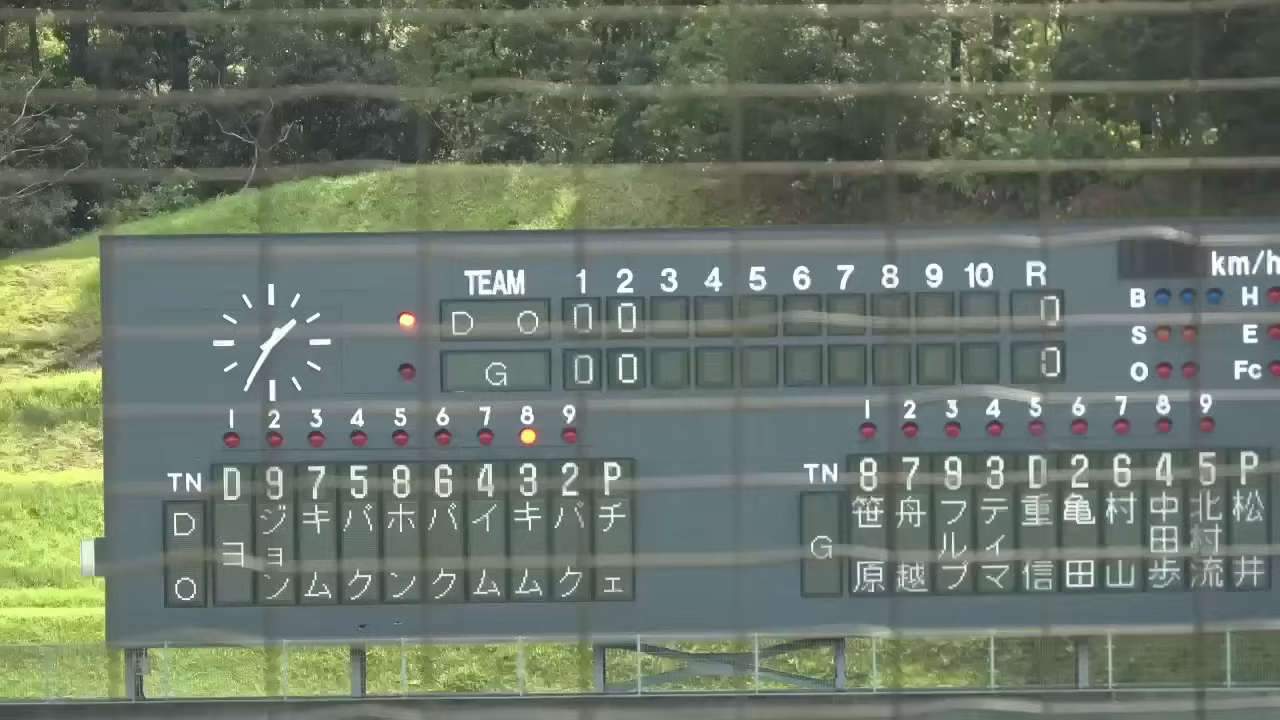 TEAM 1 2 3 4 5 6 7 8 9 10 R
km/h
D O 0 0 0
G 0 0 0
B H
S E
O Fc
1 2 3 4 5 6 7 8 9
1 2 3 4 5 6 7 8 9
TN D 9 7 5 8 6 4 3 2 P
D O
ヨ
ジョン
キム
パク
ホン
パク
イム
キム
パク
チェ
TN 8 7 9 3 D 2 6 4 5 P
G
笹原
舟越
フルプ
ティマ
重信
亀田
村山
中田歩
北村流
松井